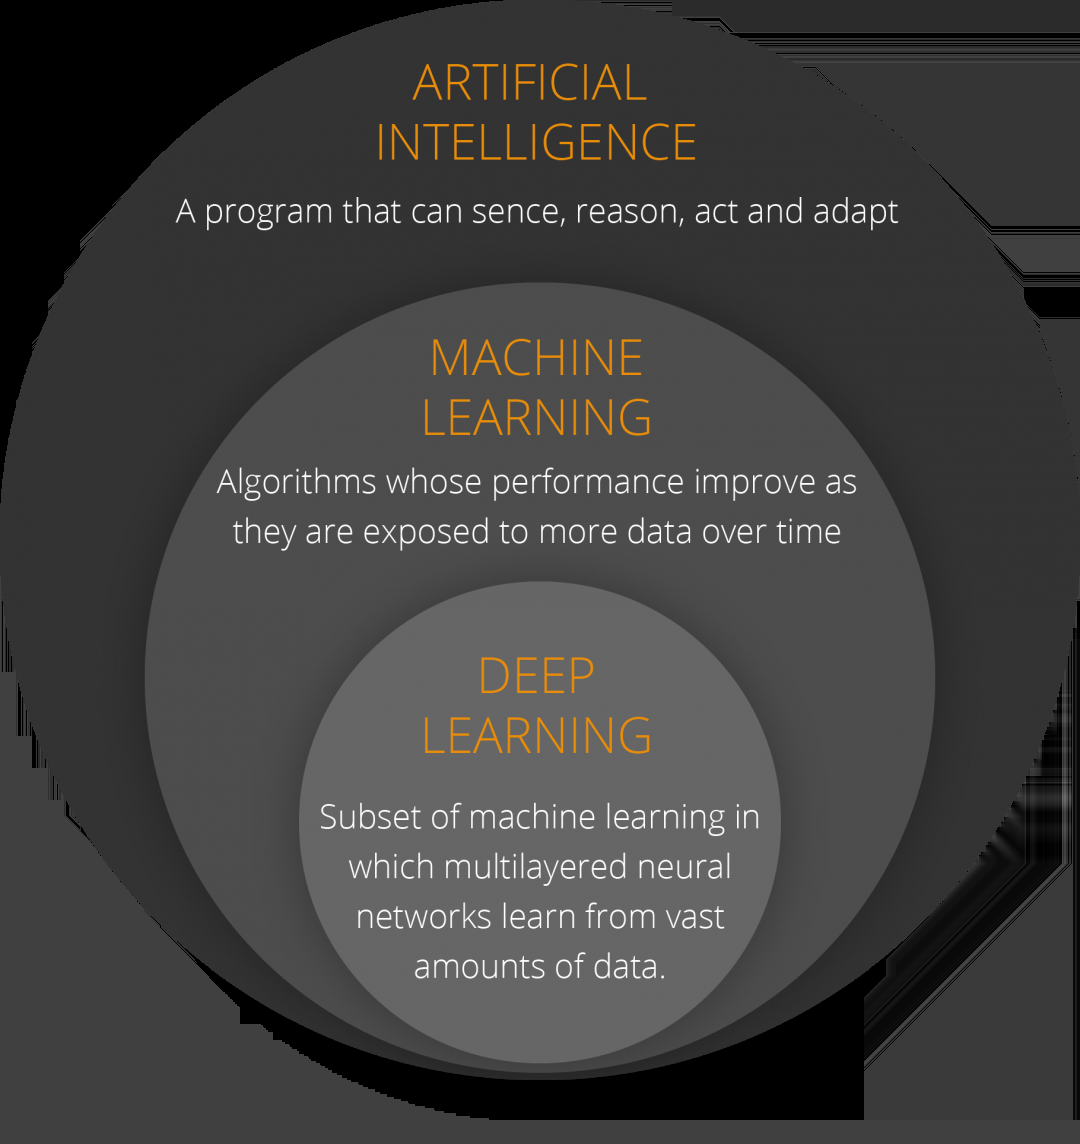 ARTIFICIAL
INTELLIGENCE
A program that can sence, reason, act and adapt
MACHINE
LEARNING
Algorithms whose performance improve as
they are exposed to more data over time
DEEP
LEARNING
Subset of machine learning in
which multilayered neural
networks learn from vast
amounts of data.